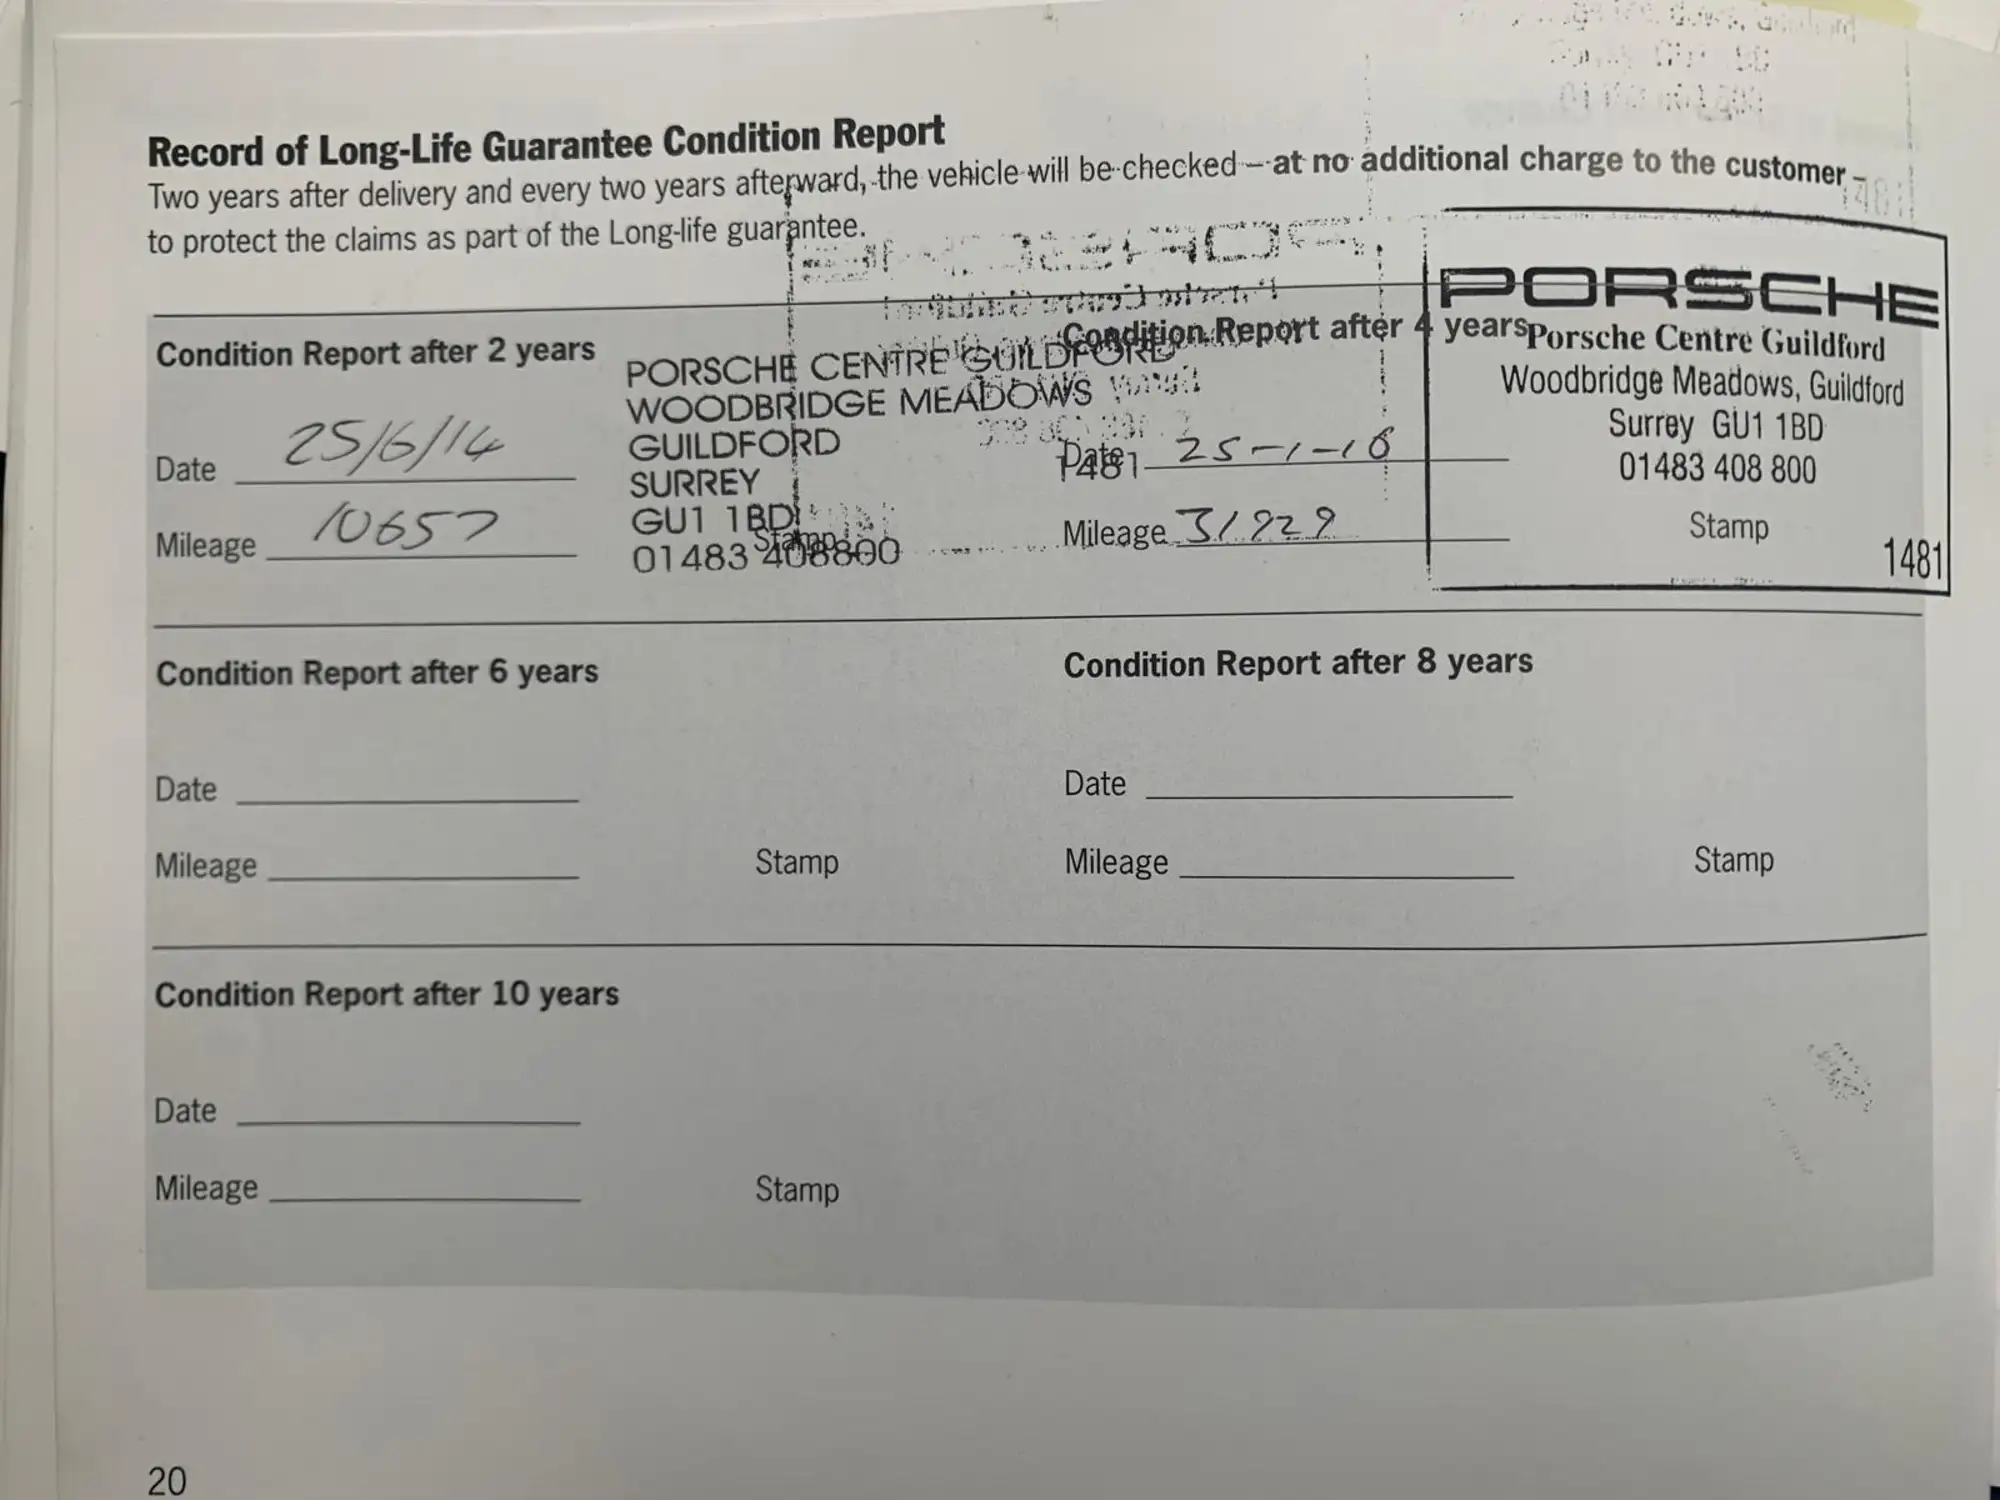 Record of Long-Life Guarantee Condition Report
Two years after delivery and every two years afterward, the vehicle will be checked – at no additional charge to the customer –
to protect the claims as part of the Long-life guarantee.
Condition Report after 2 years
Date 25/6/14
Mileage 10657
PORSCHE CENTRE GUILDFORD
WOODBRIDGE MEADOWS
GUILDFORD
SURREY
GU1 1BD
01483 408800
Stamp
1481
Condition Report after 4 years
Date 25-1-16
Mileage 31929
PORSCHE
Porsche Centre Guildford
Woodbridge Meadows, Guildford
Surrey GU1 1BD
01483 408 800
Stamp
1481
Condition Report after 6 years
Date
Mileage
Stamp
Condition Report after 8 years
Date
Mileage
Stamp
Condition Report after 10 years
Date
Mileage
Stamp
20